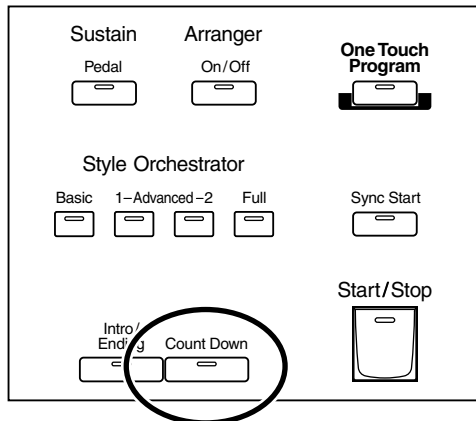 Sustain Arranger
One Touch
Program
Pedal On/Off
Style Orchestrator
Basic 1–Advanced–2 Full Sync Start
Start/Stop
Intro/
Ending Count Down